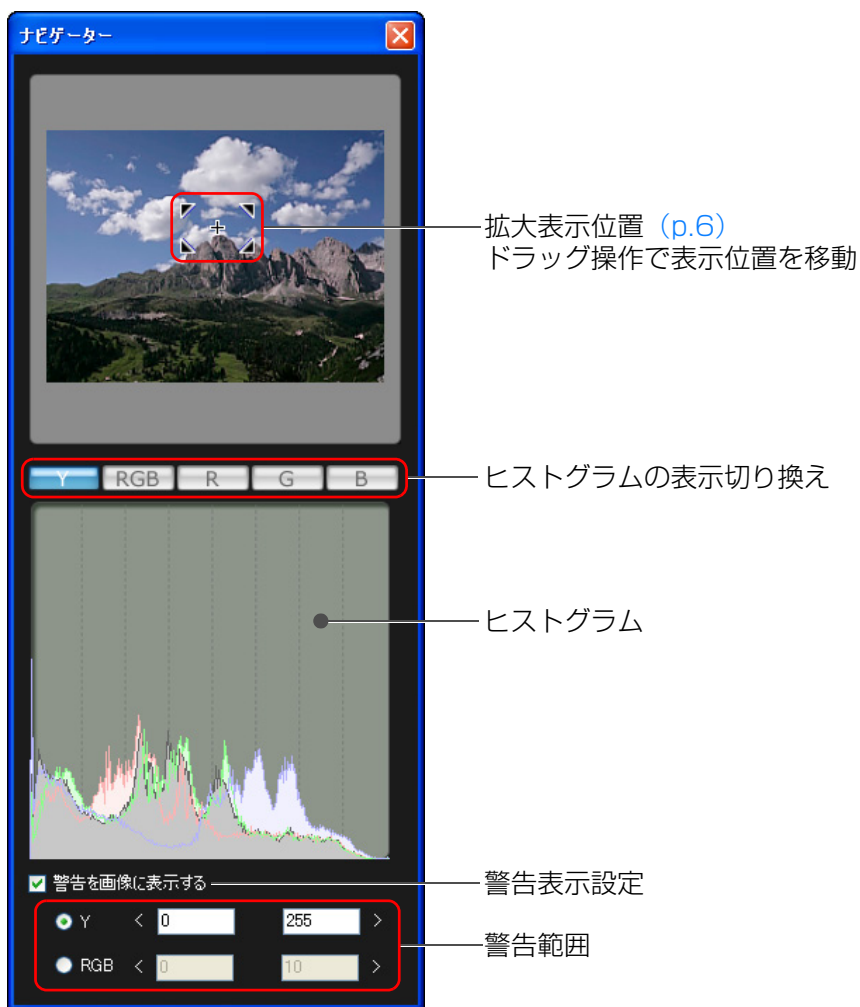 ナビゲーター
拡大表示位置（p.6）
ドラッグ操作で表示位置を移動
Y RGB R G B
ヒストグラムの表示切り換え
ヒストグラム
警告を画像に表示する
警告表示設定
Y < 0 255 >
警告範囲
RGB < 0 10 >